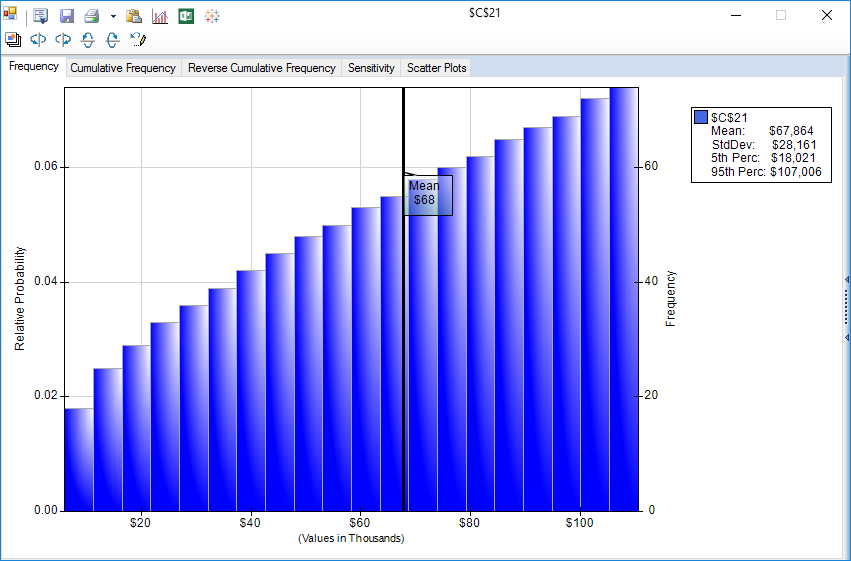 $C$21
Frequency
Cumulative Frequency
Reverse Cumulative Frequency
Sensitivity
Scatter Plots
$C$21
Mean: $67,864
StdDev: $28,161
5th Perc: $18,021
95th Perc: $107,006
Mean
$68
Relative Probability
0.06
0.04
0.02
0.00
Frequency
60
40
20
0
$20
$40
$60
$80
$100
(Values in Thousands)